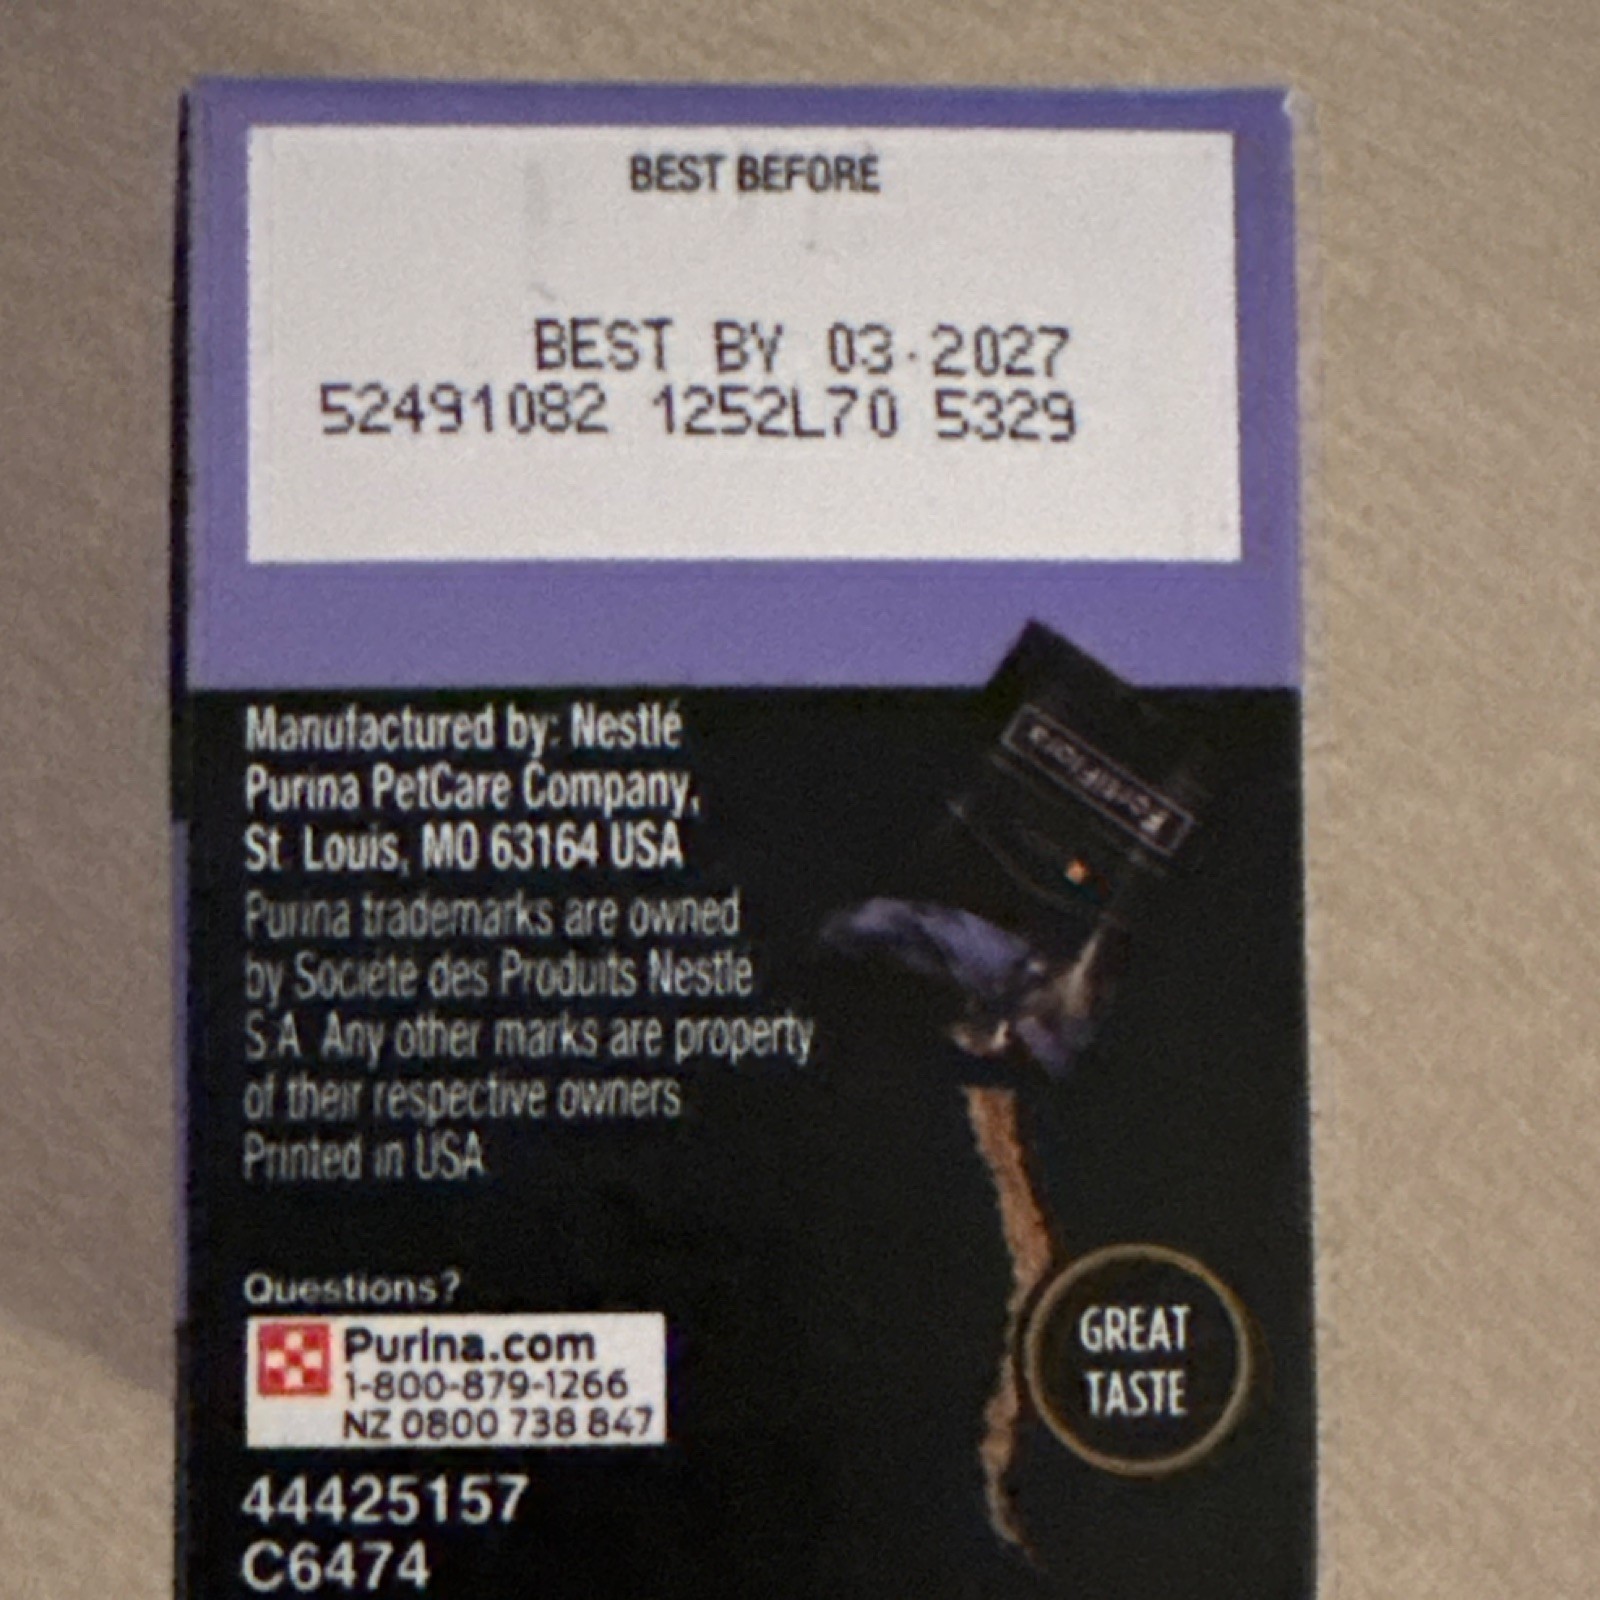 BEST BEFORE
BEST BY 03.2027
52491082 1252L70 5329
FortiFlora
Manufactured by: Nestlé
Purina PetCare Company,
St. Louis, MO 63164 USA
Purina trademarks are owned
by Société des Produits Nestlé
S.A. Any other marks are property
of their respective owners.
Printed in USA
Questions?
Purina.com
1-800-879-1266
NZ 0800 738 847
GREAT
TASTE
44425157
C6474